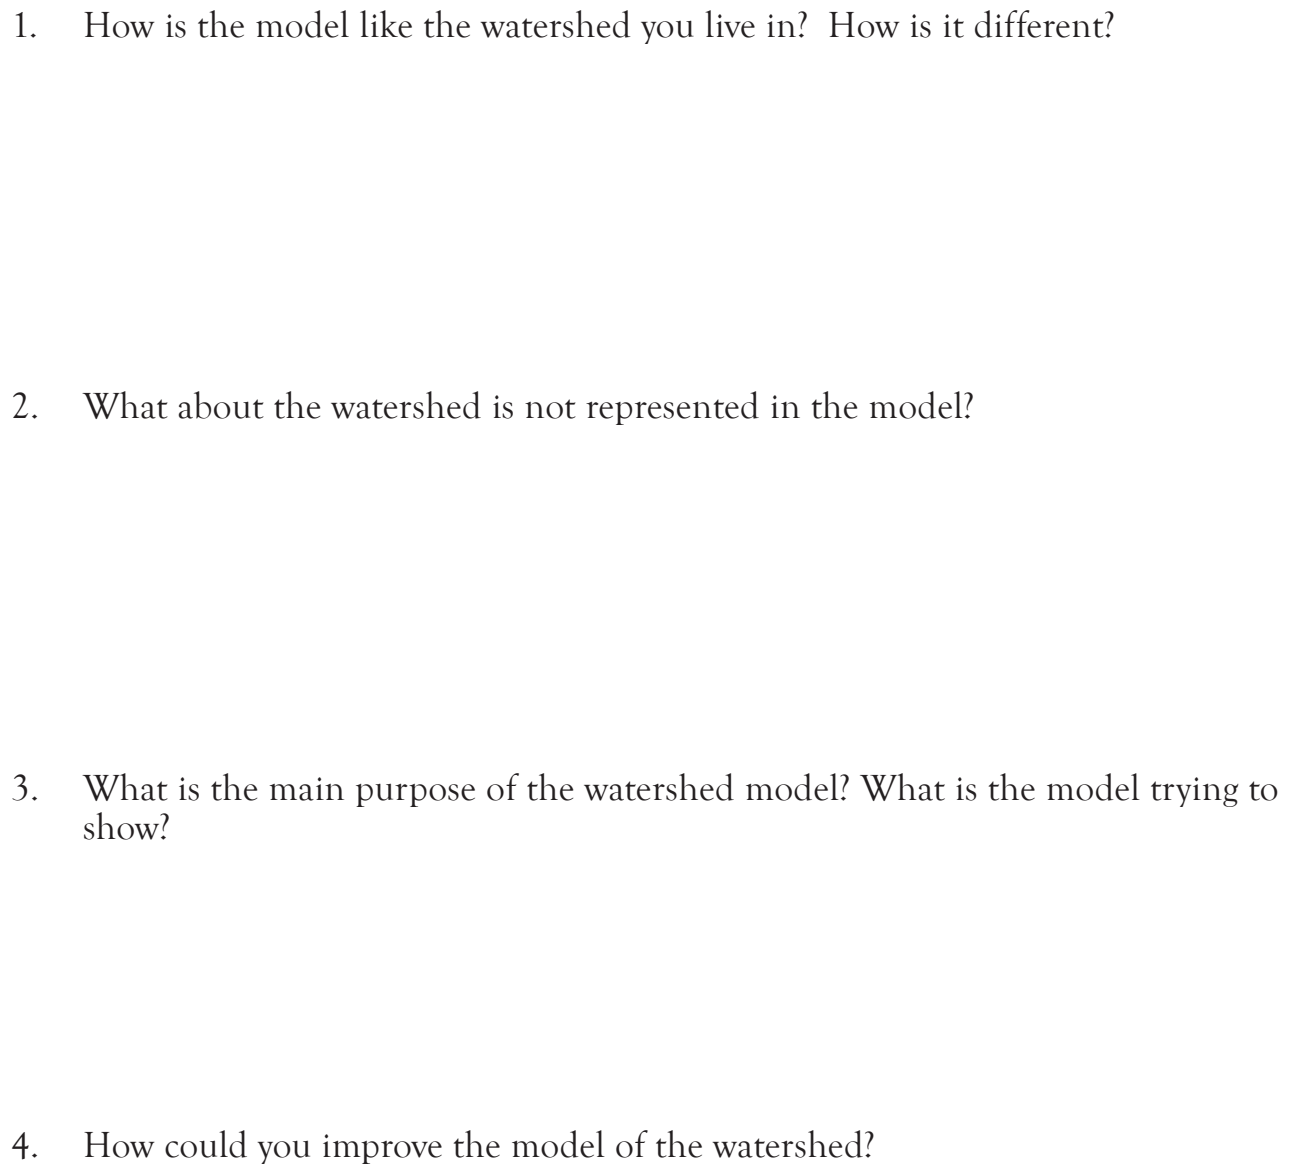 1. How is the model like the watershed you live in?  How is it different?
2. What about the watershed is not represented in the model?
3. What is the main purpose of the watershed model? What is the model trying to
show?
4. How could you improve the model of the watershed?